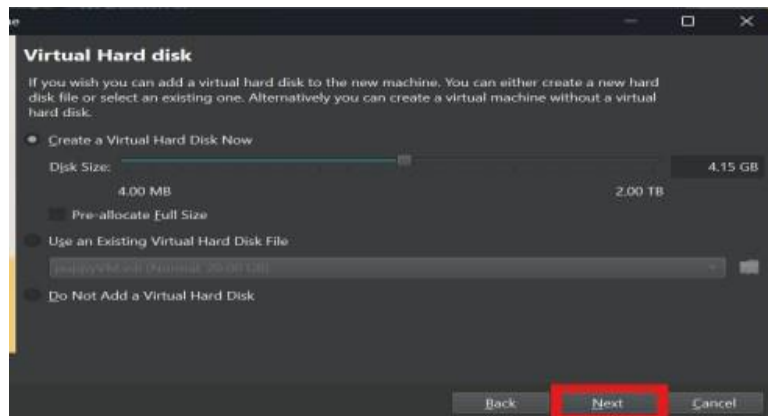 Virtual Hard disk
If you wish you can add a virtual hard disk to the new machine. You can either create a new hard
disk file or select an existing one. Alternatively you can create a virtual machine without a virtual
hard disk.
Create a Virtual Hard Disk Now
Disk Size:
4.15 GB
4.00 MB
2.00 TB
Pre-allocate Full Size
Use an Existing Virtual Hard Disk File
Do Not Add a Virtual Hard Disk
Back
Next
Cancel